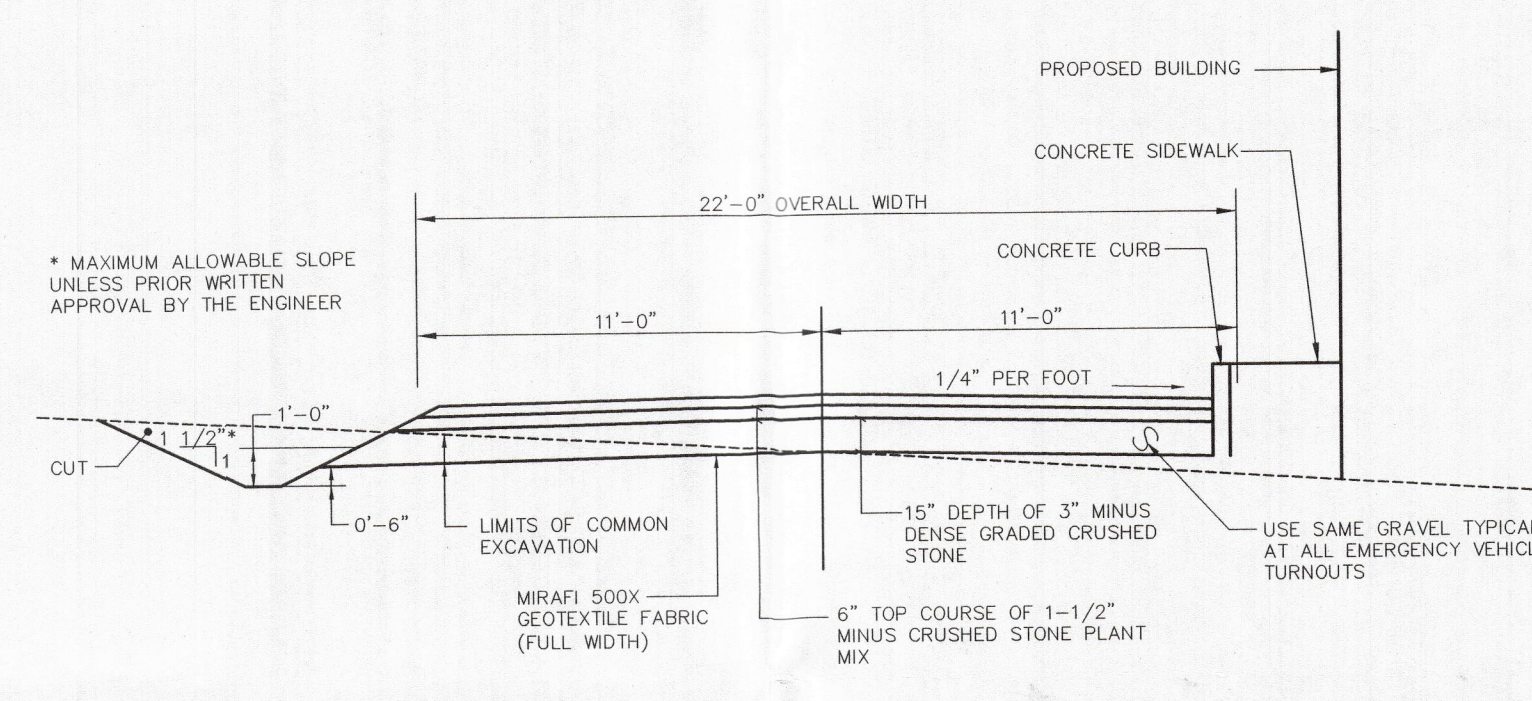 PROPOSED BUILDING
CONCRETE SIDEWALK
22'-0" OVERALL WIDTH
CONCRETE CURB
* MAXIMUM ALLOWABLE SLOPE
UNLESS PRIOR WRITTEN
APPROVAL BY THE ENGINEER
11'-0"
11'-0"
1/4" PER FOOT
1'-0"
1 1/2"*
1
CUT
0'-6"
LIMITS OF COMMON
EXCAVATION
15" DEPTH OF 3" MINUS
DENSE GRADED CRUSHED
STONE
USE SAME GRAVEL TYPICAL
AT ALL EMERGENCY VEHICL
TURNOUTS
MIRAFI 500X
GEOTEXTILE FABRIC
(FULL WIDTH)
6" TOP COURSE OF 1-1/2"
MINUS CRUSHED STONE PLANT
MIX